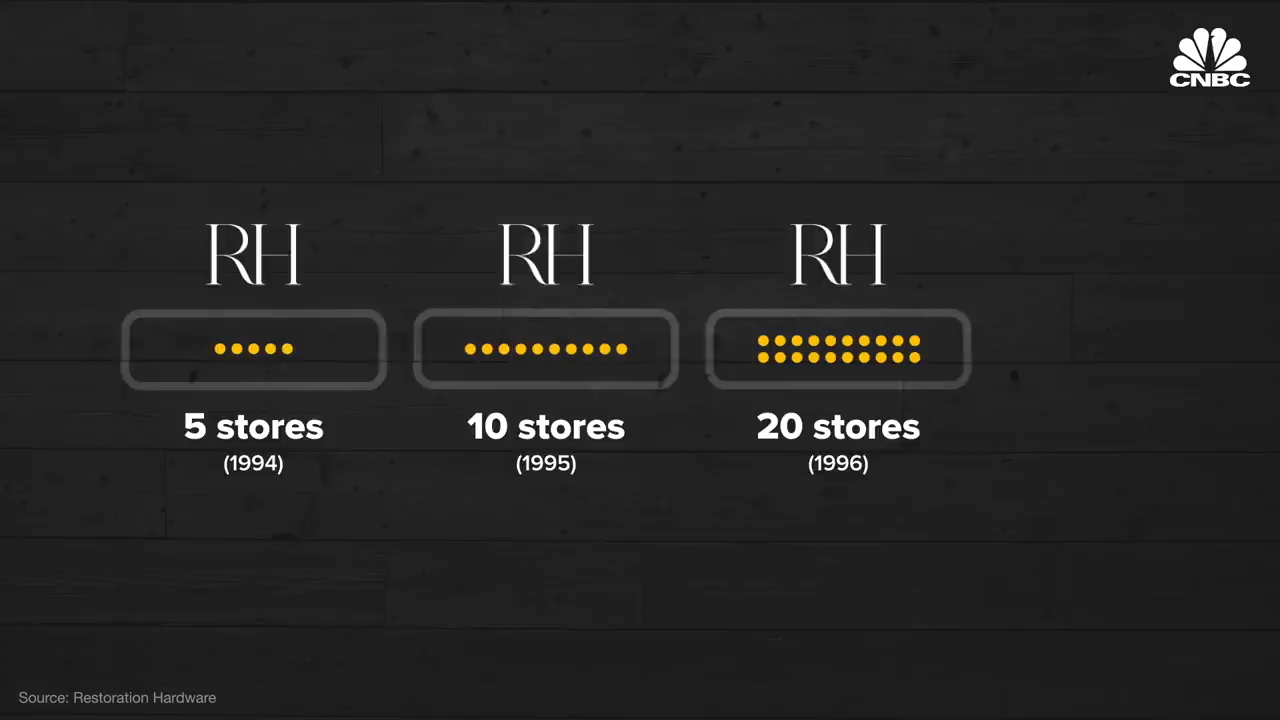 CNBC
RH
RH
RH
5 stores
10 stores
20 stores
(1994)
(1995)
(1996)
Source: Restoration Hardware